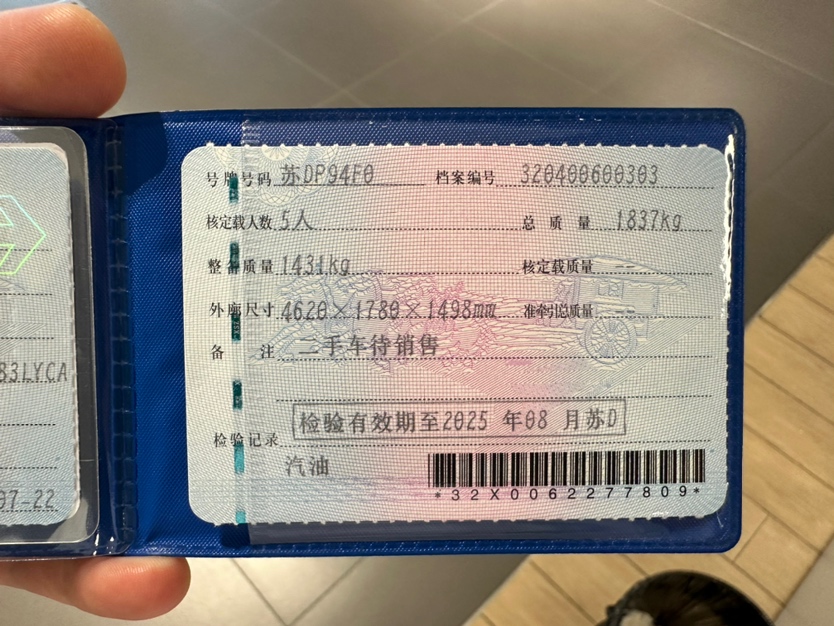 号牌号码 苏DP94F0 档案编号 320400600303
核定载人数 5人 总质量 1837kg
整备质量 1431kg 核定载质量 --
外廓尺寸 4620×1780×1498mm 准牵引总质量 --
备注 二手车待销售
检验有效期至2025 年08 月苏D
检验记录
汽油
*32X0062277809*
83LYCA
07-22